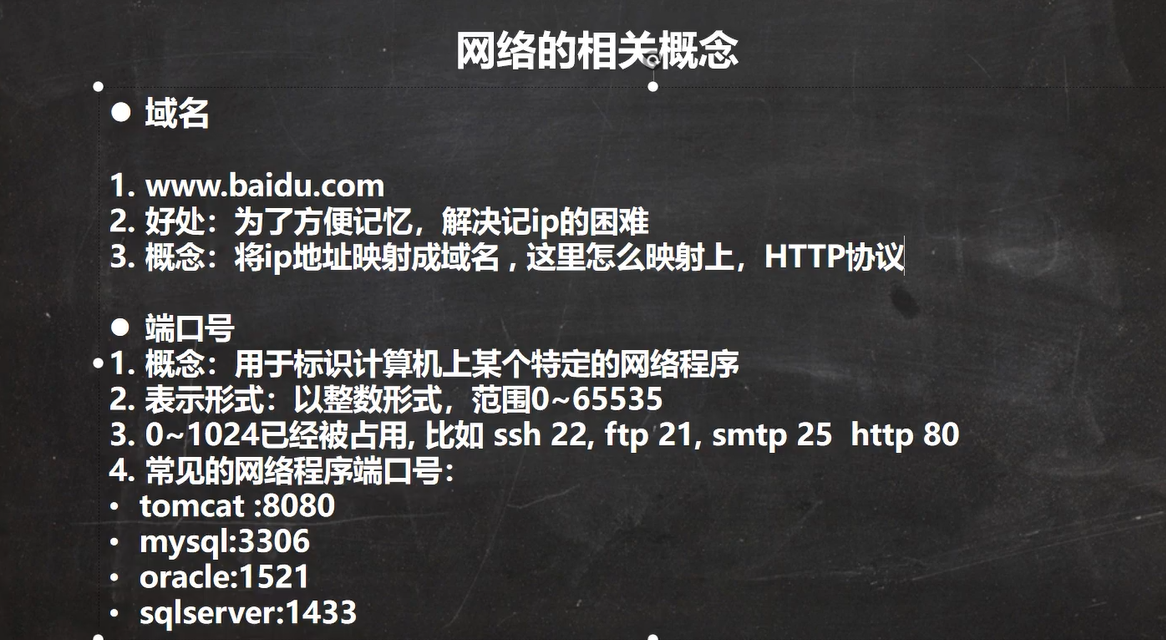 网络的相关概念
● 域名
1. www.baidu.com
2. 好处：为了方便记忆，解决记ip的困难
3. 概念：将ip地址映射成域名 , 这里怎么映射上，HTTP协议
● 端口号
1. 概念：用于标识计算机上某个特定的网络程序
2. 表示形式：以整数形式，范围0~65535
3. 0~1024已经被占用, 比如 ssh 22, ftp 21, smtp 25  http 80
4. 常见的网络程序端口号：
• tomcat :8080
• mysql:3306
• oracle:1521
• sqlserver:1433